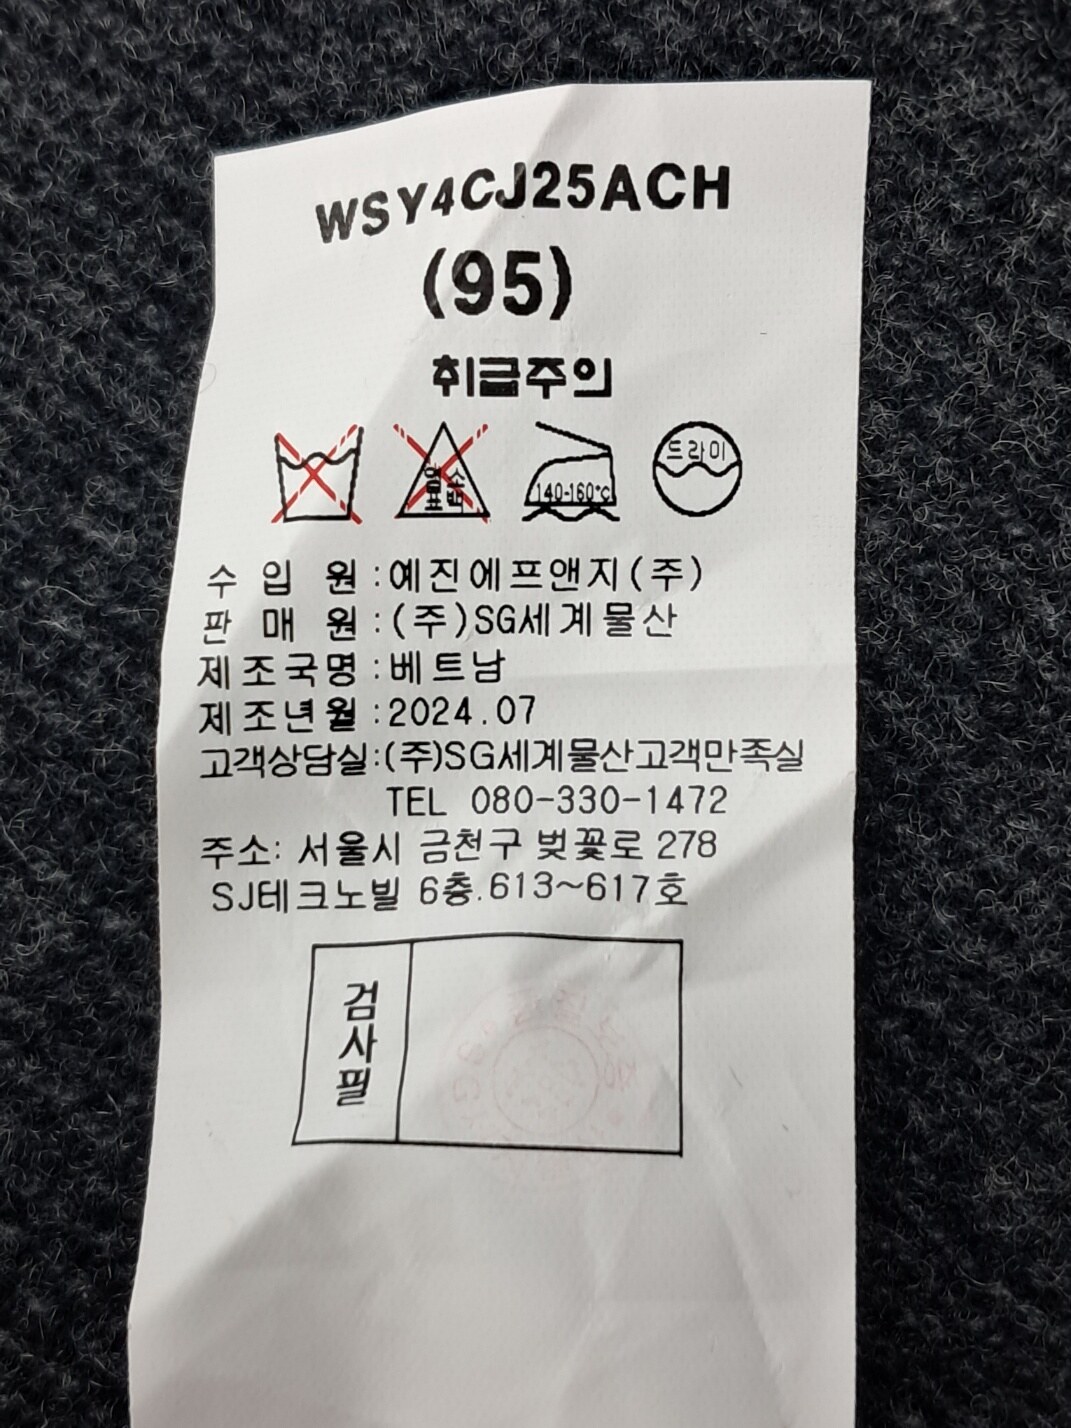 WSY4CJ25ACH
(95)
취급주의
염소표백
140-160°C
드라이
수 입 원 : 예진에프앤지(주)
판 매 원 : (주)SG세계물산
제조국명 : 베트남
제조년월 : 2024.07
고객상담실:(주)SG세계물산고객만족실
TEL 080-330-1472
주소: 서울시 금천구 벚꽃로 278
SJ테크노빌 6층.613~617호
검사필